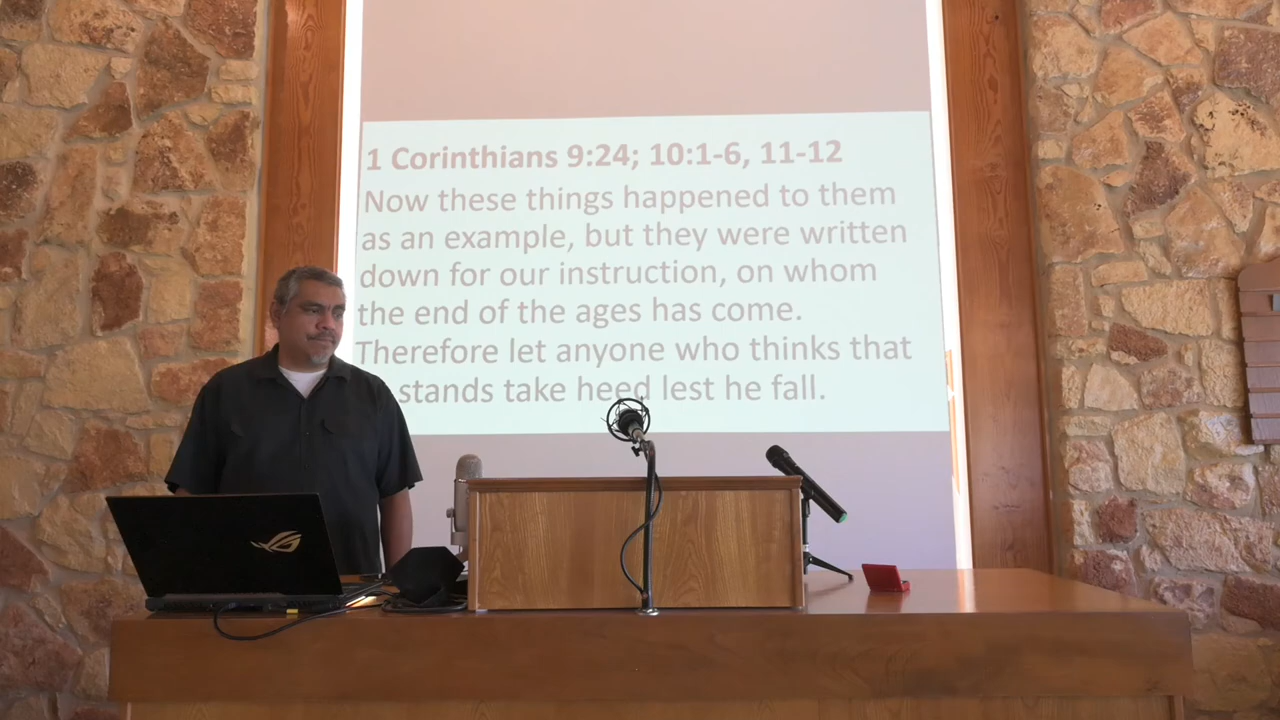 1 Corinthians 9:24; 10:1-6, 11-12
Now these things happened to them
as an example, but they were written
down for our instruction, on whom
the end of the ages has come.
Therefore let anyone who thinks that
stands take heed lest he fall.